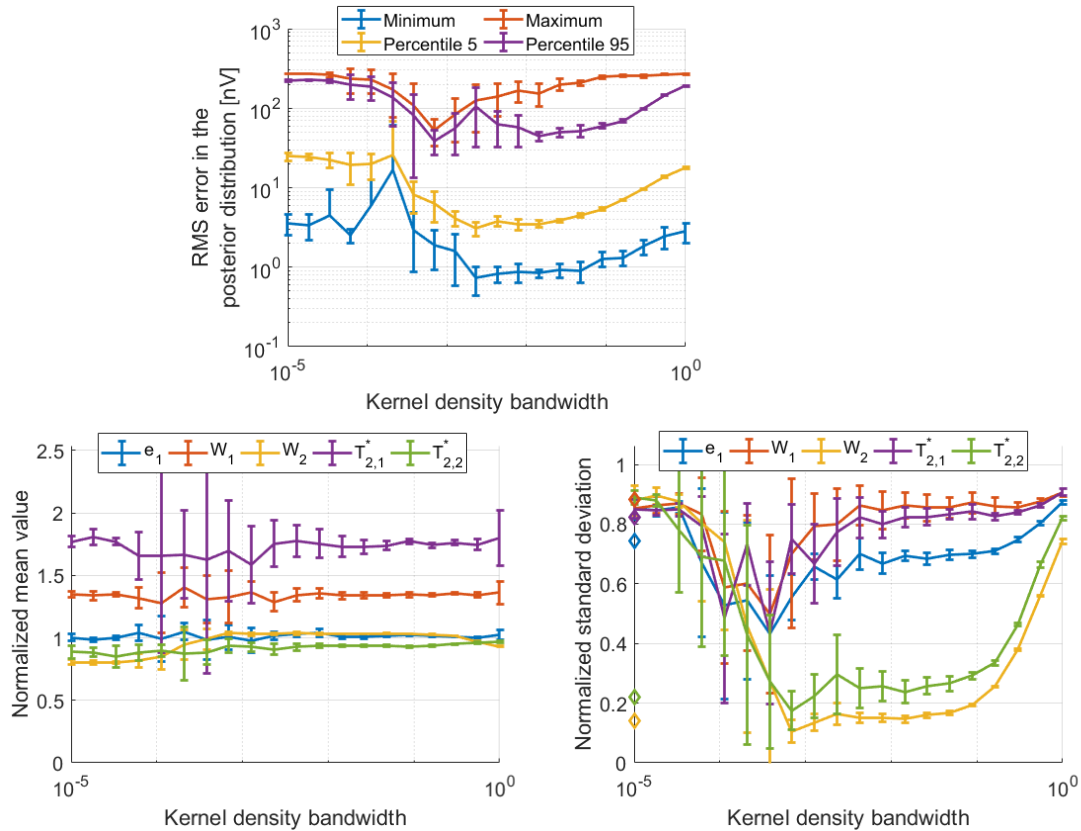 Minimum Maximum
Percentile 5 Percentile 95
10^3
10^2
10^1
10^0
10^-1
RMS error in the
posterior distribution [nV]
10^-5 10^0
Kernel density bandwidth
e_1 W_1 W_2 T^*_2,1 T^*_2,2
2.5
2
1.5
1
0.5
0
Normalized mean value
10^-5 10^0
Kernel density bandwidth
e_1 W_1 W_2 T^*_2,1 T^*_2,2
1
0.8
0.6
0.4
0.2
0
Normalized standard deviation
10^-5 10^0
Kernel density bandwidth